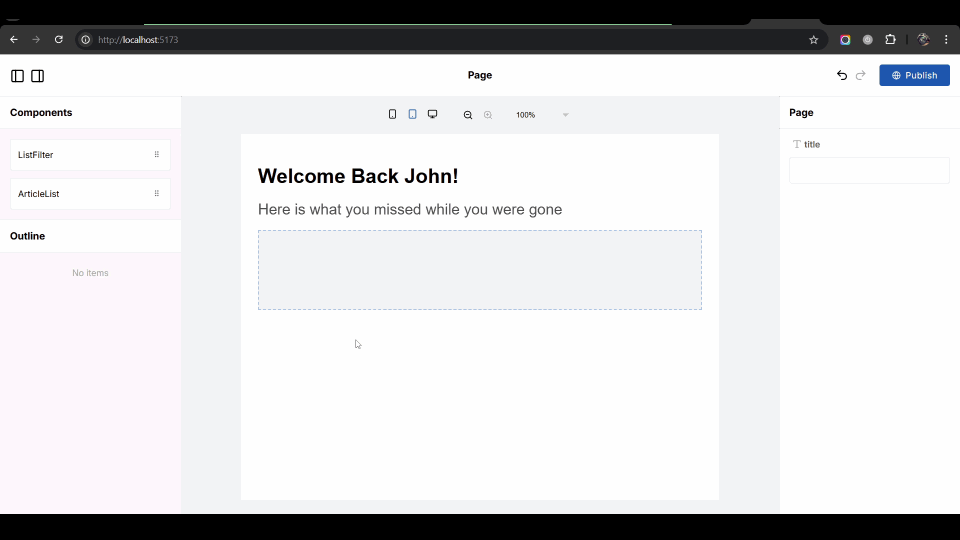 http://localhost:5173
Page
Publish
Components
ListFilter
ArticleList
Outline
No items
100%
Welcome Back John!
Here is what you missed while you were gone
Page
title